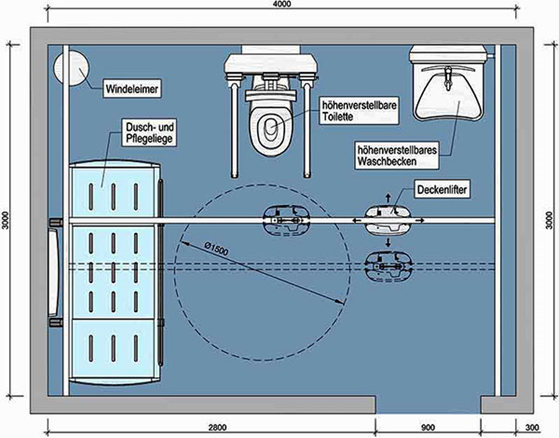 4000
Windeleimer
höhenverstellbare
Toilette
Dusch- und
Pflegeliege
höhenverstellbares
Waschbecken
Deckenlifter
3000
3000
Ø1500
2800
900
300